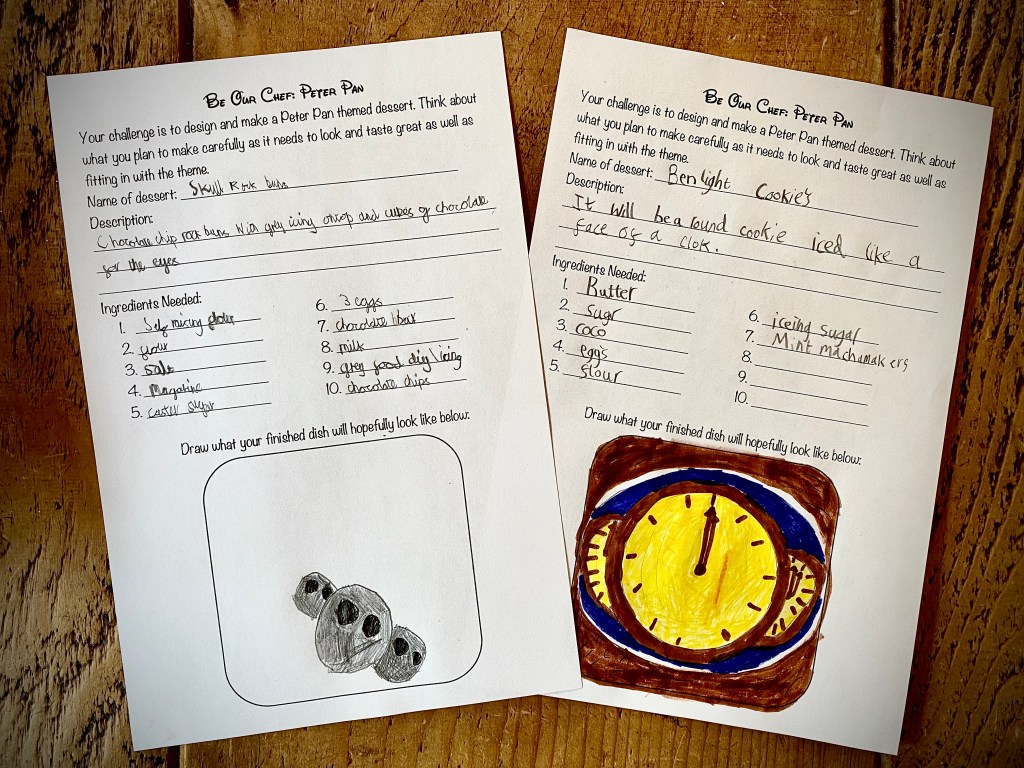 Be Our Chef: Peter Pan
Your challenge is to design and make a Peter Pan themed dessert. Think about
what you plan to make carefully as it needs to look and taste great as well as
fitting in with the theme.
Name of dessert: Skull Rock buns
Description:
Chocolate chip rock buns with grey icing on top and cubes of chocolate
for the eyes
Ingredients Needed:
1. Self
2. flour
3. salt
4. Magarine
5. caster sugar
6. 3 eggs
7. chocolate 1 bar
8. milk
9. grey food dig / icing
10. chocolate chips
Draw what your finished dish will hopefully look like below:
Be Our Chef: Peter Pan
Your challenge is to design and make a Peter Pan themed dessert. Think about
what you plan to make carefully as it needs to look and taste great as well as
fitting in with the theme.
Name of dessert: Ben light Cookie's
Description:
It will be a round cookie iced like a
face of a clok.
Ingredients Needed:
1. Butter
2. sugr
3. coco
4. eggs
5. flour
6. iceing sugar
7. Mint machamakers
8.
9.
10.
Draw what your finished dish will hopefully look like below: